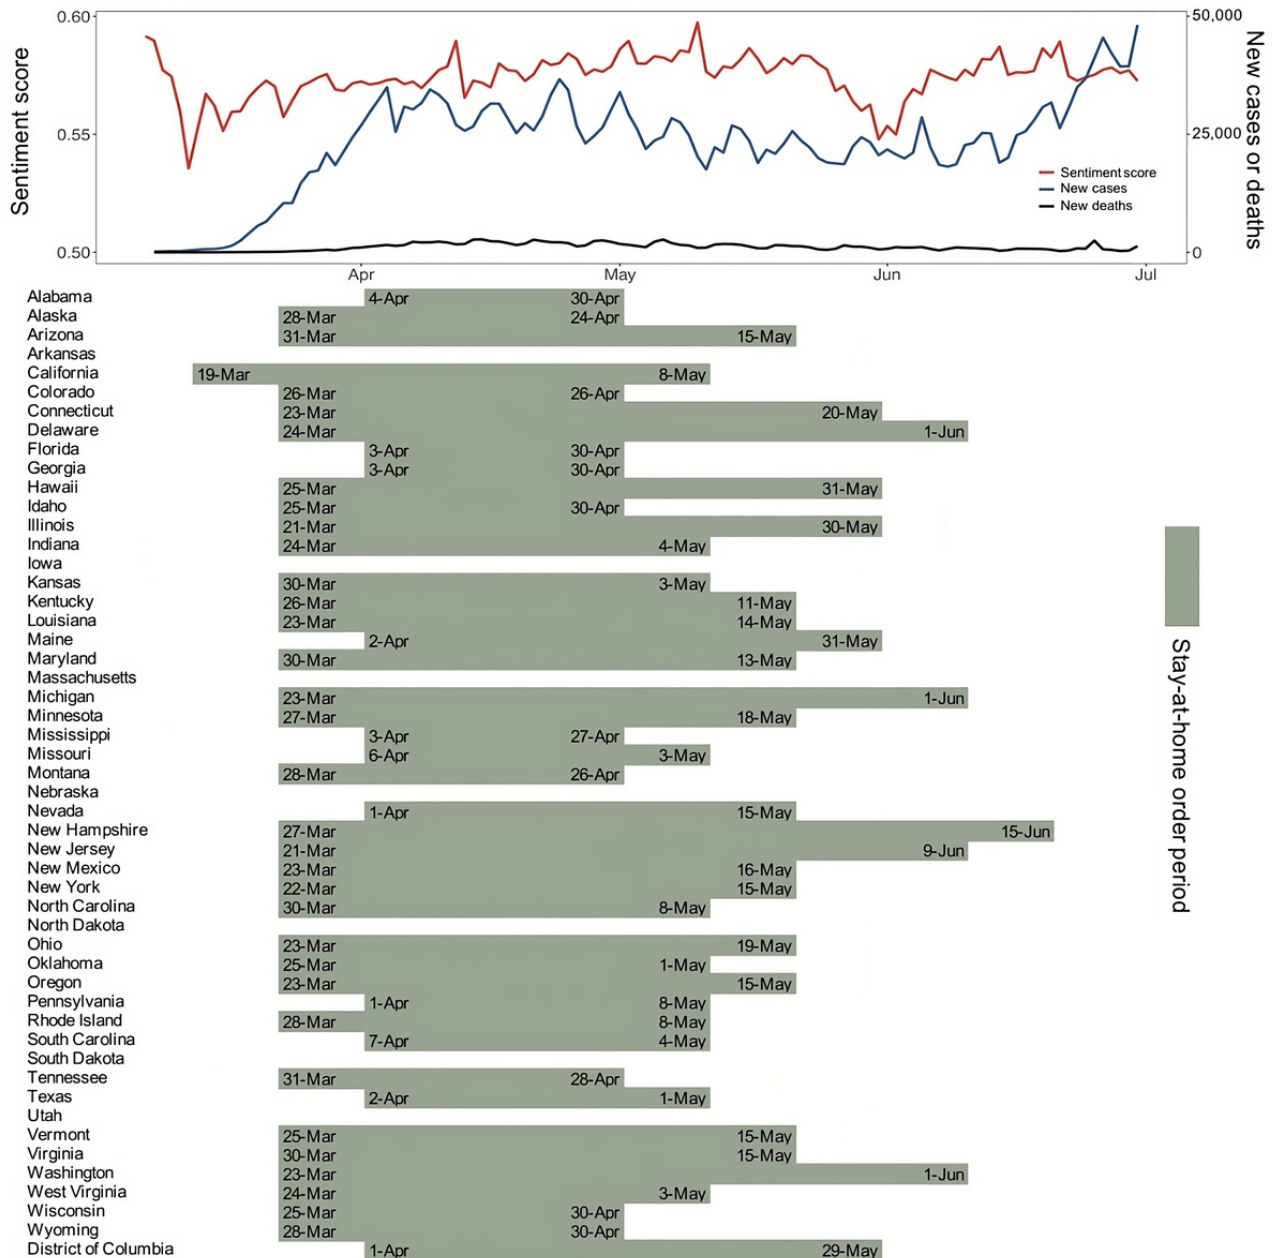 0.60
50,000
Sentiment score
New cases or deaths
0.55
25,000
Sentiment score
New cases
New deaths
0.50
0
Apr May Jun Jul
Alabama 4-Apr 30-Apr
Alaska 28-Mar 24-Apr
Arizona 31-Mar 15-May
Arkansas
California 19-Mar 8-May
Colorado 26-Mar 26-Apr
Connecticut 23-Mar 20-May
Delaware 24-Mar 1-Jun
Florida 3-Apr 30-Apr
Georgia 3-Apr 30-Apr
Hawaii 25-Mar 31-May
Idaho 25-Mar 30-Apr
Illinois 21-Mar 30-May
Indiana 24-Mar 4-May
Iowa
Kansas 30-Mar 3-May
Kentucky 26-Mar 11-May
Louisiana 23-Mar 14-May
Maine 2-Apr 31-May
Maryland 30-Mar 13-May
Massachusetts
Michigan 23-Mar 1-Jun
Minnesota 27-Mar 18-May
Mississippi 3-Apr 27-Apr
Missouri 6-Apr 3-May
Montana 28-Mar 26-Apr
Nebraska
Nevada 1-Apr 15-May
New Hampshire 27-Mar 15-Jun
New Jersey 21-Mar 9-Jun
New Mexico 23-Mar 16-May
New York 22-Mar 15-May
North Carolina 30-Mar 8-May
North Dakota
Ohio 23-Mar 19-May
Oklahoma 25-Mar 1-May
Oregon 23-Mar 15-May
Pennsylvania 1-Apr 8-May
Rhode Island 28-Mar 8-May
South Carolina 7-Apr 4-May
South Dakota
Tennessee 31-Mar 28-Apr
Texas 2-Apr 1-May
Utah
Vermont 25-Mar 15-May
Virginia 30-Mar 15-May
Washington 23-Mar 1-Jun
West Virginia 24-Mar 3-May
Wisconsin 25-Mar 30-Apr
Wyoming 28-Mar 30-Apr
District of Columbia 1-Apr 29-May
Stay-at-home order period